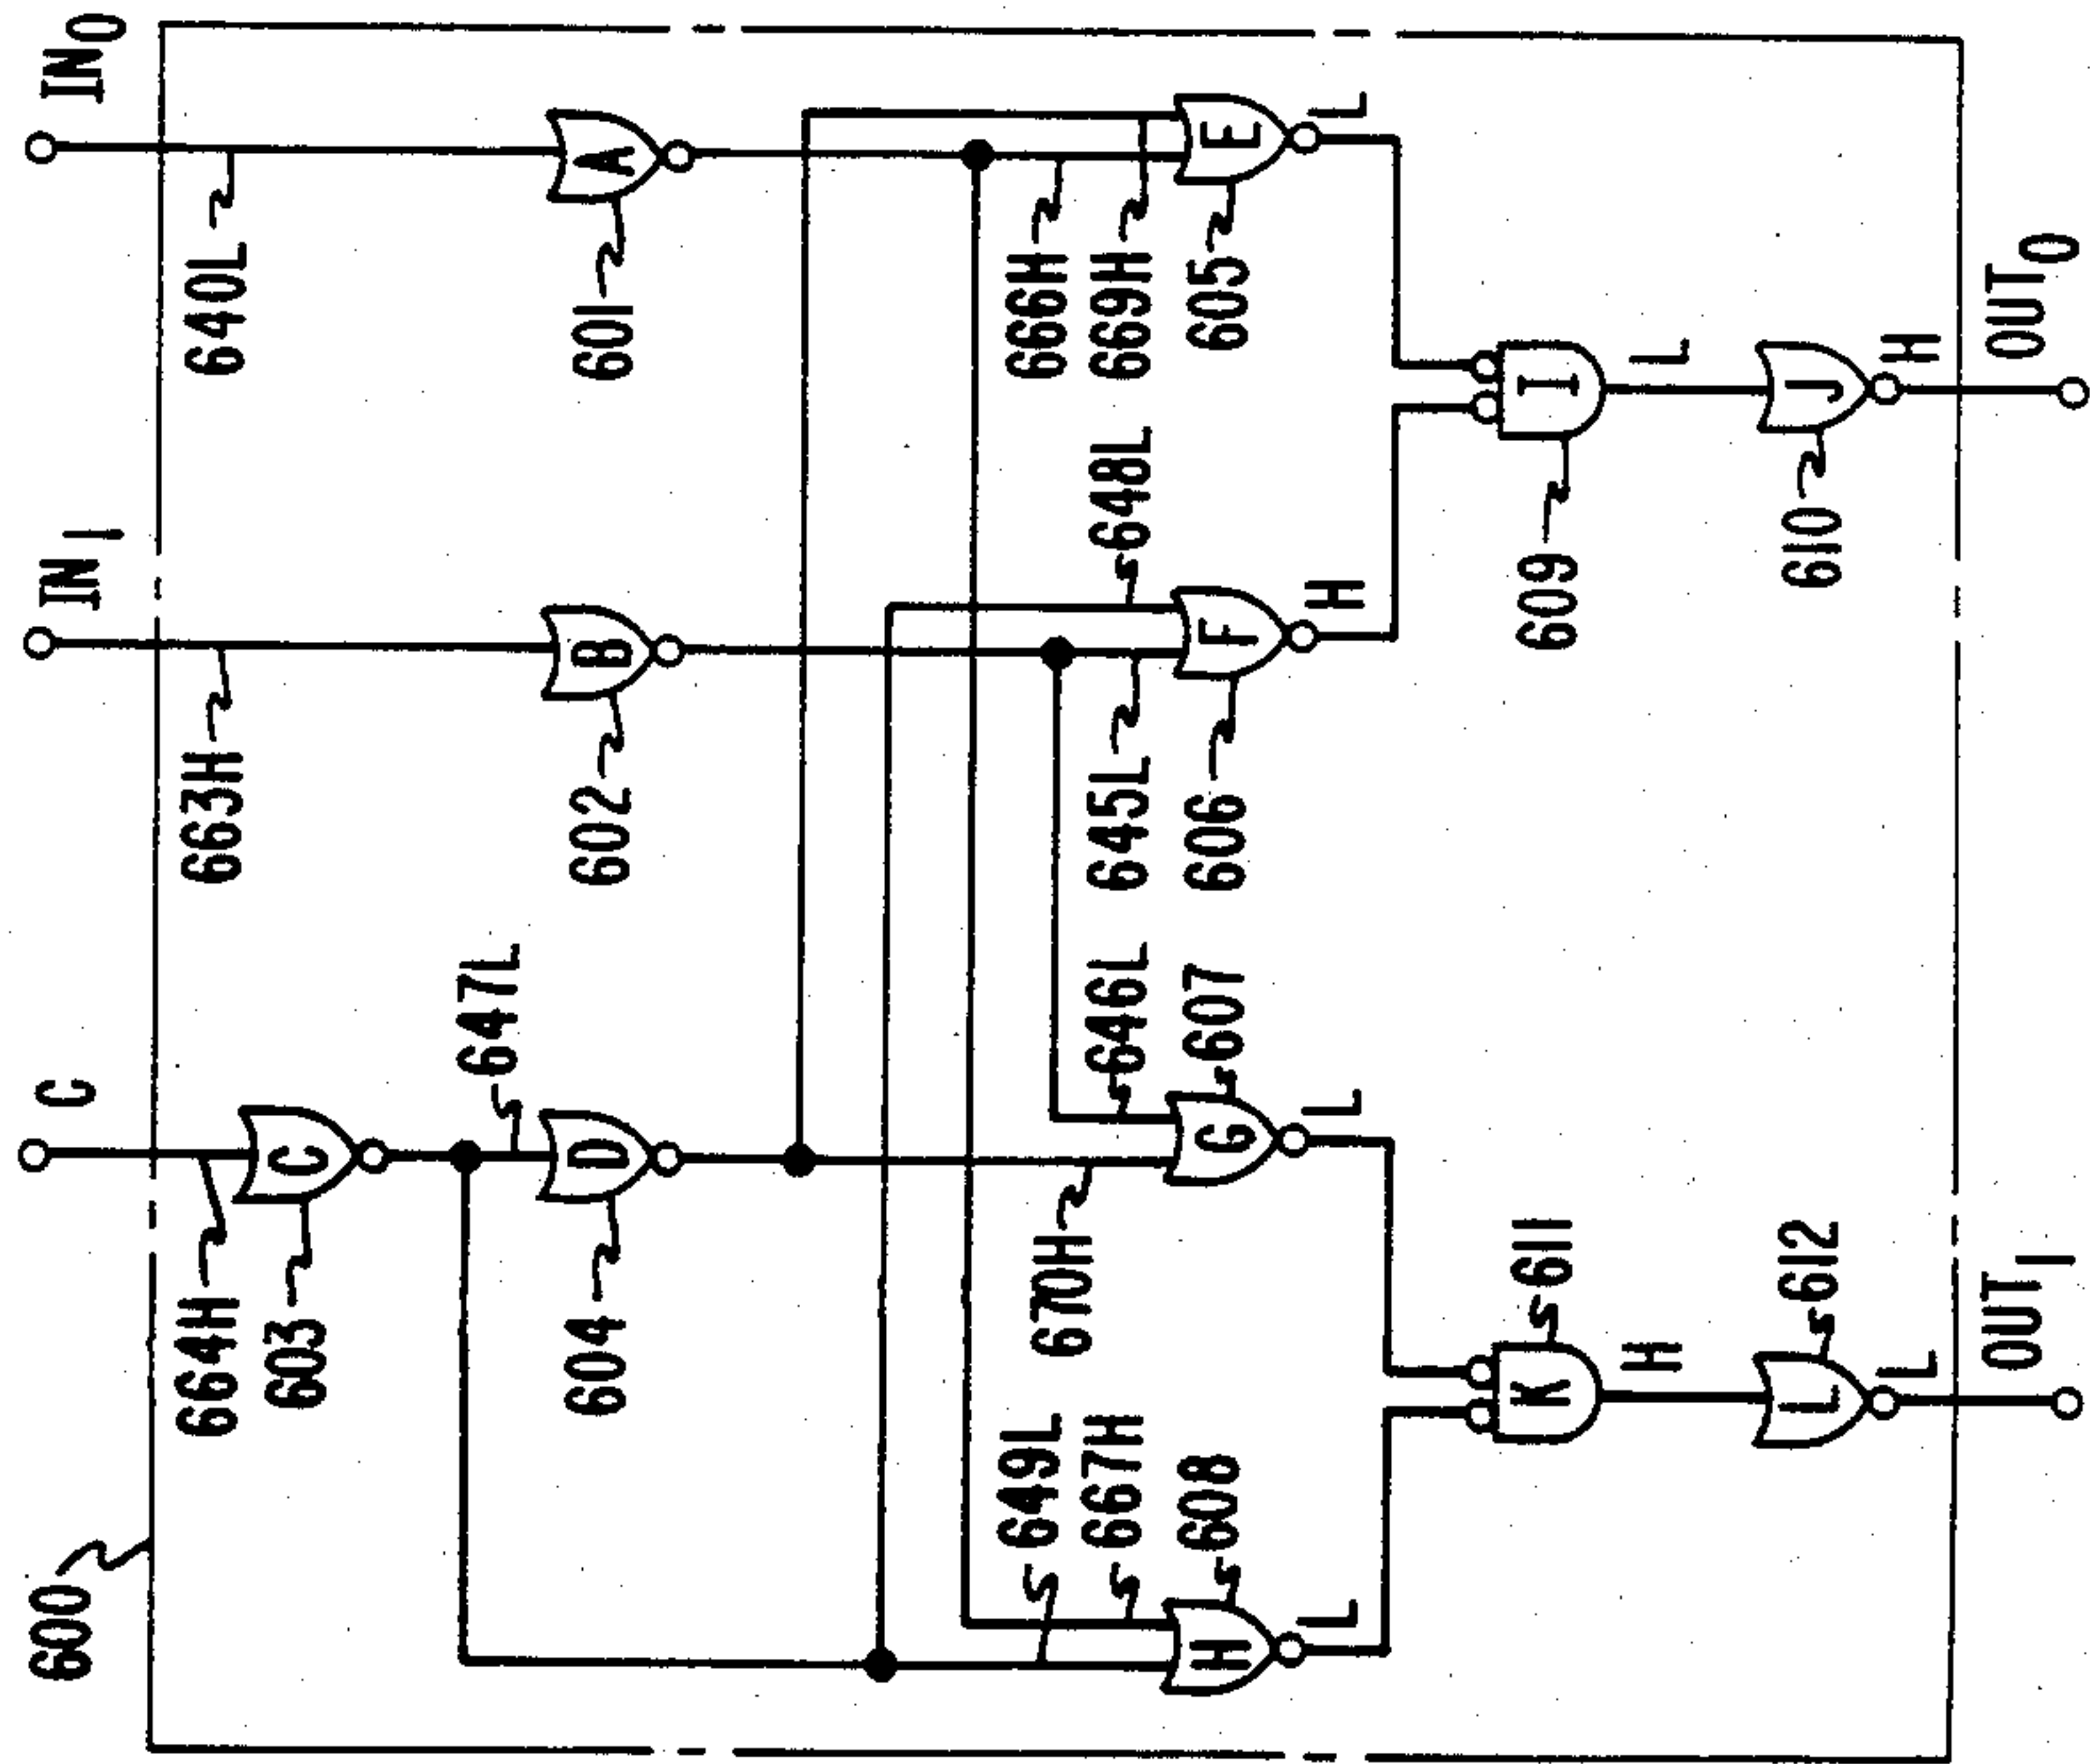 600
C
IN1
IN0
664H
663H
640L
603
C
647L
604
D
602
B
601
A
649L
670H
666H
667H
646L
645L
648L
669H
H
608
G
607
606
F
605
E
L
L
H
L
K
611
609
I
H
L
L
612
610
J
L
H
OUT1
OUT0